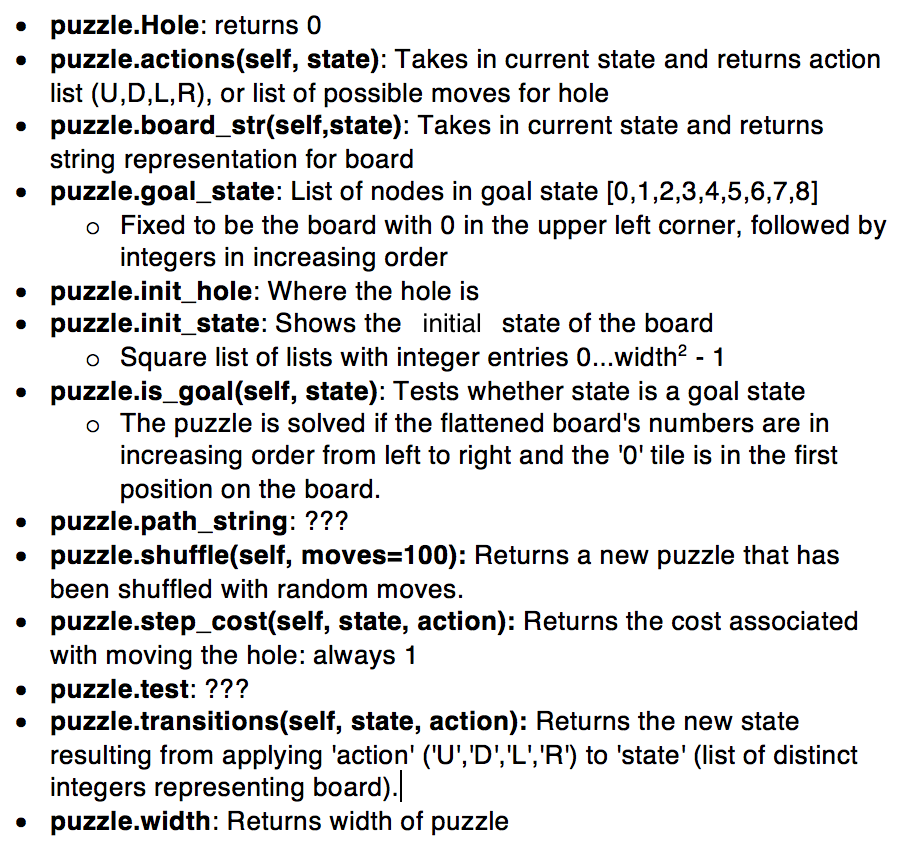 • puzzle.Hole: returns 0
• puzzle.actions(self, state): Takes in current state and returns action
list (U,D,L,R), or list of possible moves for hole
• puzzle.board_str(self,state): Takes in current state and returns
string representation for board
• puzzle.goal_state: List of nodes in goal state [0,1,2,3,4,5,6,7,8]
o Fixed to be the board with 0 in the upper left corner, followed by
integers in increasing order
• puzzle.init_hole: Where the hole is
• puzzle.init_state: Shows the initial state of the board
o Square list of lists with integer entries 0...width² - 1
• puzzle.is_goal(self, state): Tests whether state is a goal state
o The puzzle is solved if the flattened board's numbers are in
increasing order from left to right and the '0' tile is in the first
position on the board.
• puzzle.path_string: ???
• puzzle.shuffle(self, moves=100): Returns a new puzzle that has
been shuffled with random moves.
• puzzle.step_cost(self, state, action): Returns the cost associated
with moving the hole: always 1
• puzzle.test: ???
• puzzle.transitions(self, state, action): Returns the new state
resulting from applying 'action' ('U','D','L','R') to 'state' (list of distinct
integers representing board).
• puzzle.width: Returns width of puzzle